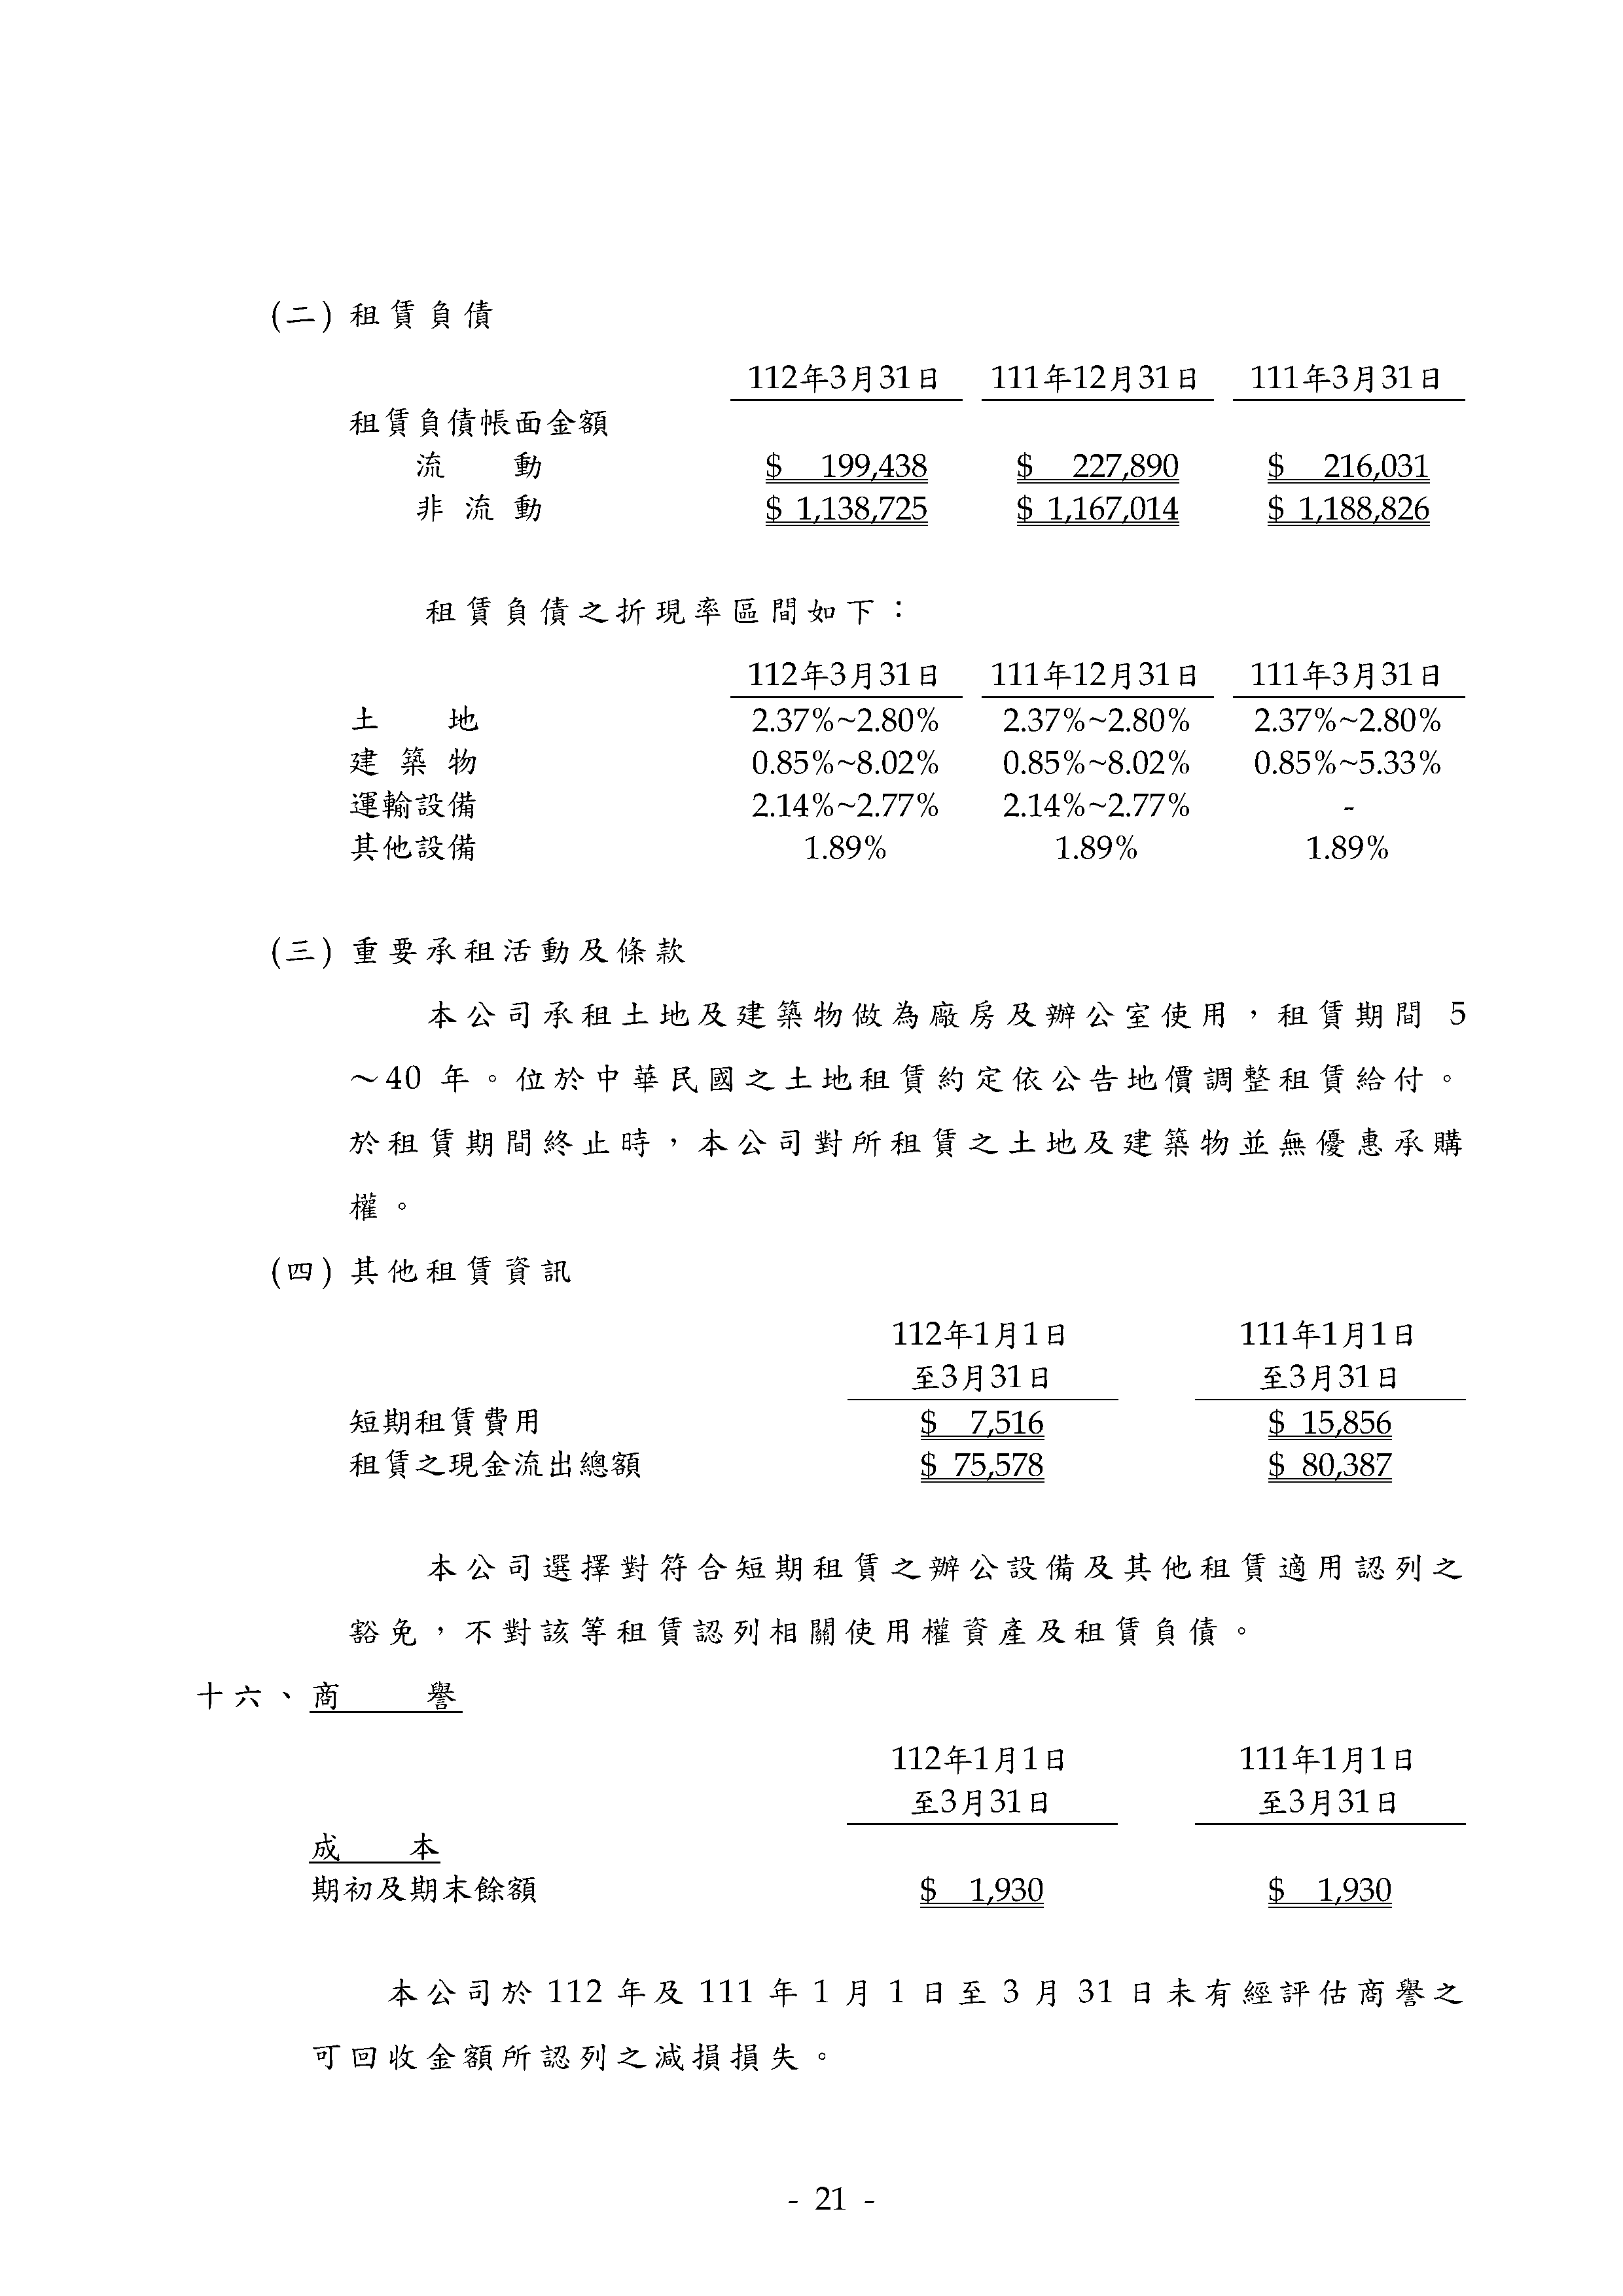 (二) 租賃負債
112年3月31日 111年12月31日 111年3月31日
租賃負債帳面金額
流　　動 $ 199,438 $ 227,890 $ 216,031
非 流 動 $ 1,138,725 $ 1,167,014 $ 1,188,826
租賃負債之折現率區間如下：
112年3月31日 111年12月31日 111年3月31日
土　　地 2.37%~2.80% 2.37%~2.80% 2.37%~2.80%
建 築 物 0.85%~8.02% 0.85%~8.02% 0.85%~5.33%
運輸設備 2.14%~2.77% 2.14%~2.77% -
其他設備 1.89% 1.89% 1.89%
(三) 重要承租活動及條款
本公司承租土地及建築物做為廠房及辦公室使用，租賃期間 5
～40 年。位於中華民國之土地租賃約定依公告地價調整租賃給付。
於租賃期間終止時，本公司對所租賃之土地及建築物並無優惠承購
權。
(四) 其他租賃資訊
112年1月1日 111年1月1日
至3月31日 至3月31日
短期租賃費用 $ 7,516 $ 15,856
租賃之現金流出總額 $ 75,578 $ 80,387
本公司選擇對符合短期租賃之辦公設備及其他租賃適用認列之
豁免，不對該等租賃認列相關使用權資產及租賃負債。
十六、商　　譽
112年1月1日 111年1月1日
至3月31日 至3月31日
成　　本
期初及期末餘額 $ 1,930 $ 1,930
本公司於 112 年及 111 年 1 月 1 日至 3 月 31 日未有經評估商譽之
可回收金額所認列之減損損失。
- 21 -